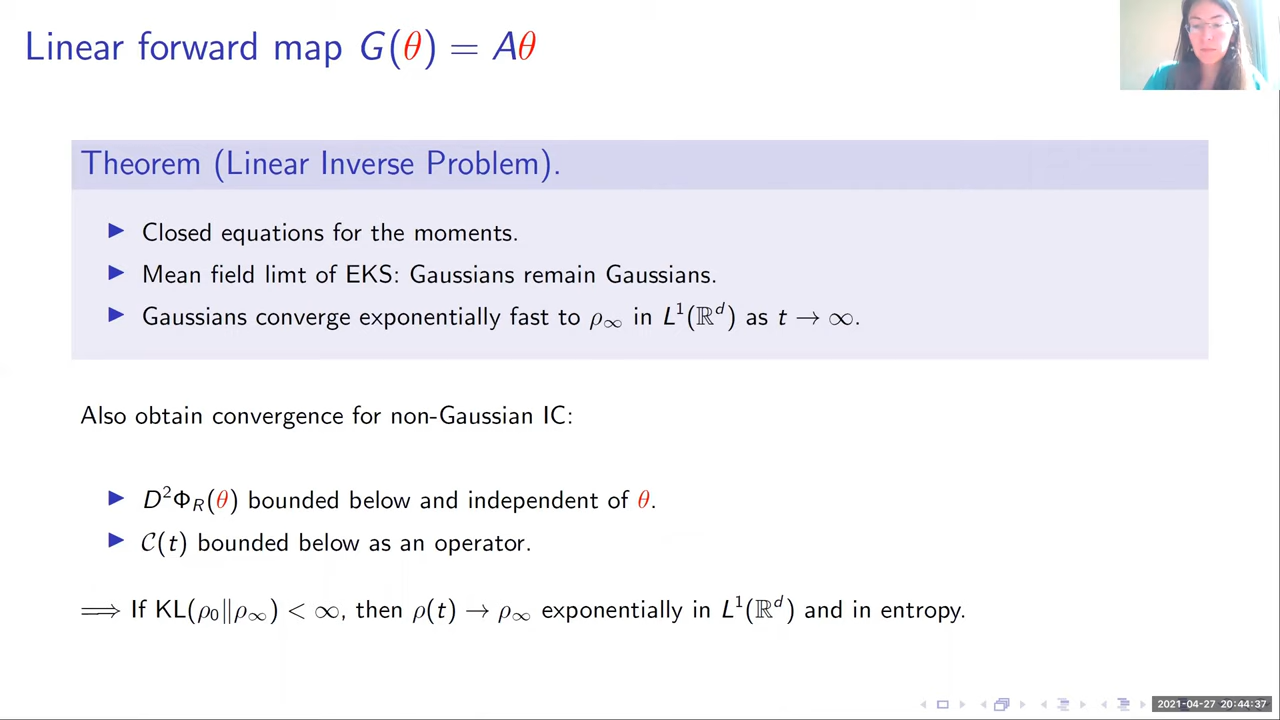 Linear forward map G(θ) = Aθ
Theorem (Linear Inverse Problem).
▶ Closed equations for the moments.
▶ Mean field limt of EKS: Gaussians remain Gaussians.
▶ Gaussians converge exponentially fast to ρ∞ in L¹(ℝᵈ) as t → ∞.
Also obtain convergence for non-Gaussian IC:
▶ D²Φ_R(θ) bounded below and independent of θ.
▶ 𝒞(t) bounded below as an operator.
⟹ If KL(ρ₀‖ρ∞) < ∞, then ρ(t) → ρ∞ exponentially in L¹(ℝᵈ) and in entropy.
2021-04-27 20:44:37